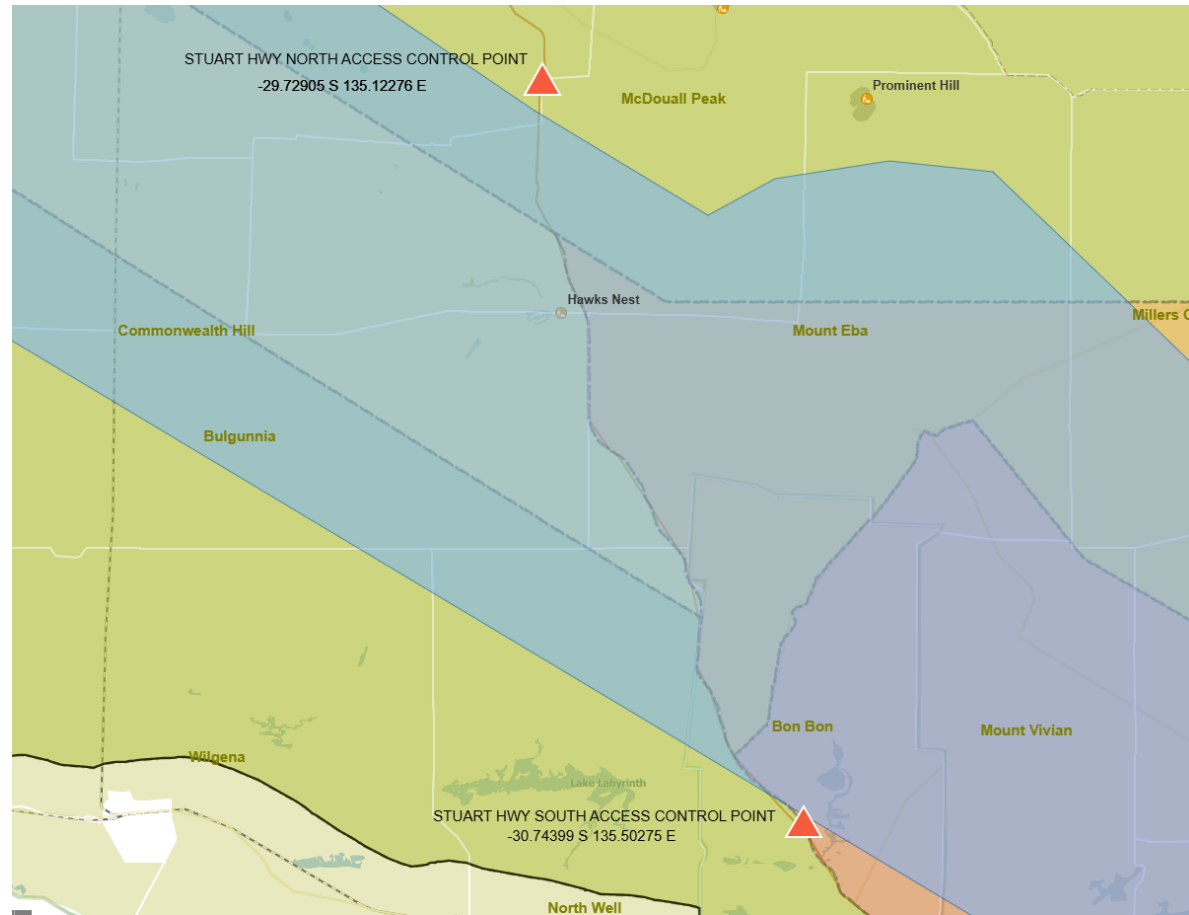 STUART HWY NORTH ACCESS CONTROL POINT
-29.72905 S 135.12276 E
McDouall Peak
Prominent Hill
Hawks Nest
Commonwealth Hill
Mount Eba
Millers C
Bulgunnia
Bon Bon
Mount Vivian
Wilgena
Lake Labyrinth
STUART HWY SOUTH ACCESS CONTROL POINT
-30.74399 S 135.50275 E
North Well